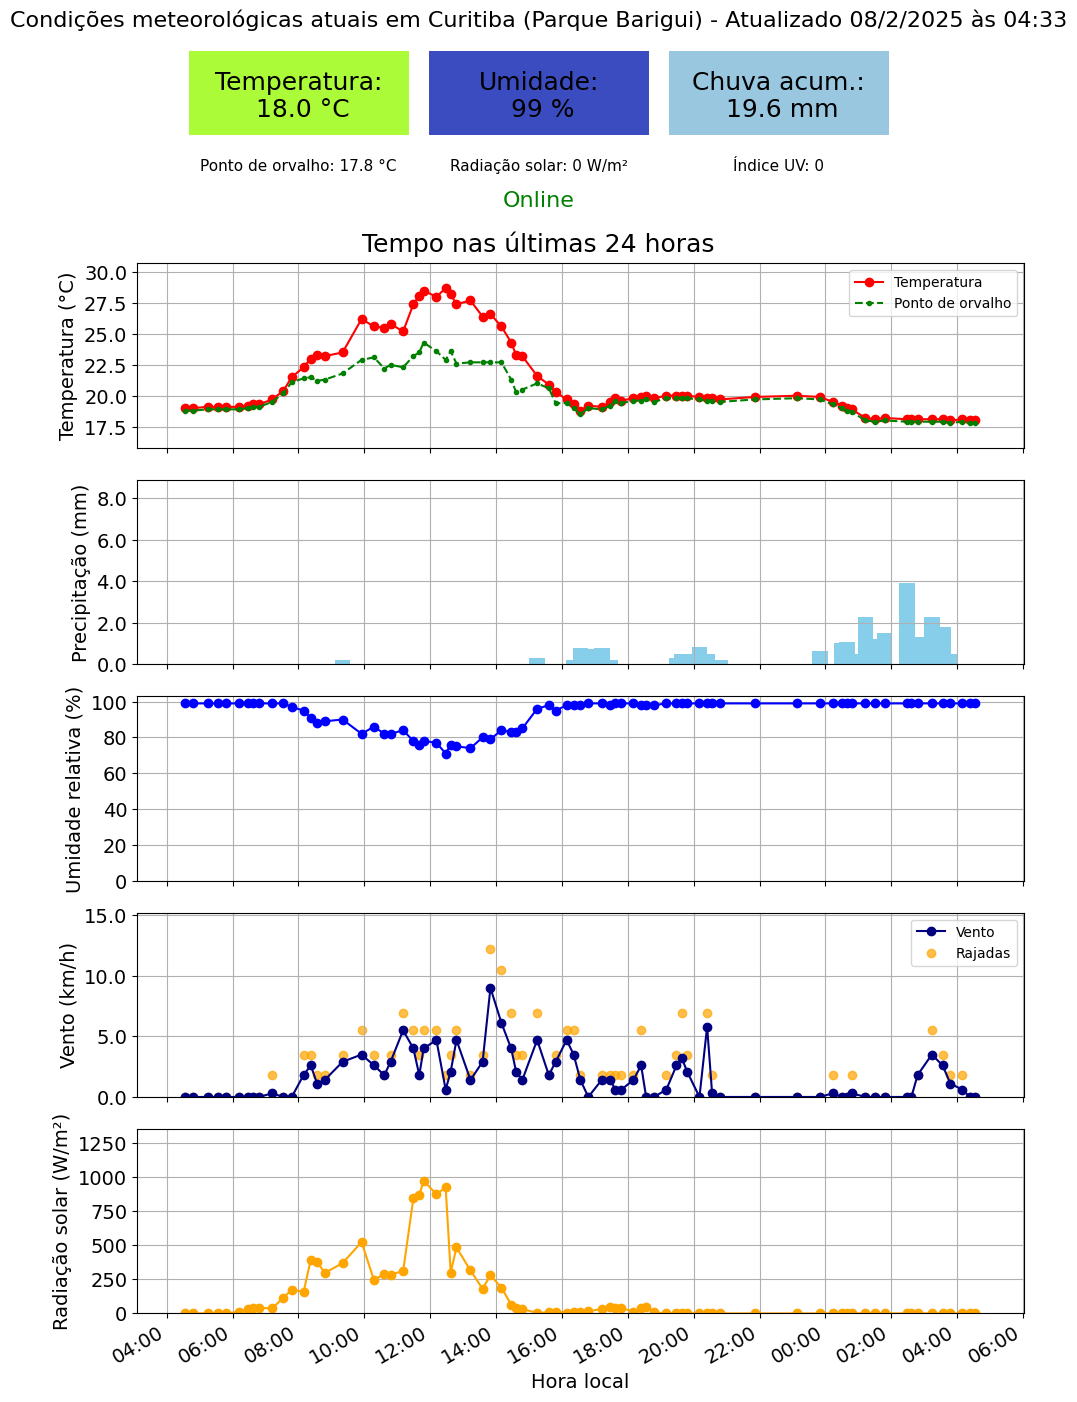 Condições meteorológicas atuais em Curitiba (Parque Barigui) - Atualizado 08/2/2025 às 04:33
Temperatura:
18.0 °C
Umidade:
99 %
Chuva acum.:
19.6 mm
Ponto de orvalho: 17.8 °C
Radiação solar: 0 W/m²
Índice UV: 0
Online
Tempo nas últimas 24 horas
Temperatura (°C)
30.0
27.5
25.0
22.5
20.0
17.5
Temperatura
Ponto de orvalho
Precipitação (mm)
8.0
6.0
4.0
2.0
0.0
Umidade relativa (%)
100
80
60
40
20
0
Vento (km/h)
15.0
10.0
5.0
0.0
Vento
Rajadas
Radiação solar (W/m²)
1250
1000
750
500
250
0
04:00
06:00
08:00
10:00
12:00
14:00
16:00
18:00
20:00
22:00
00:00
02:00
04:00
06:00
Hora local